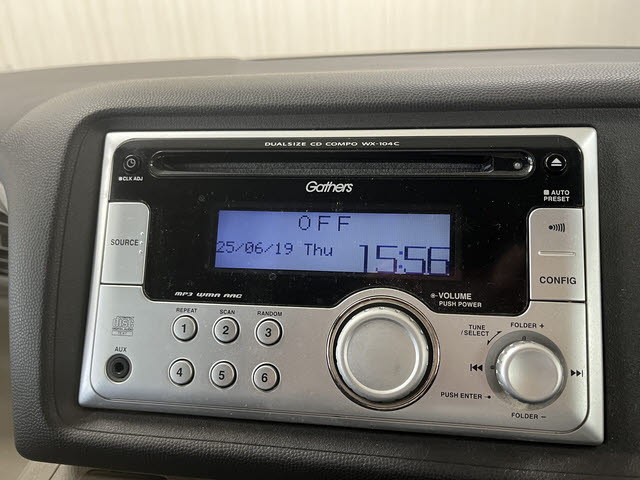 DUALSIZE CD COMPO WX-104C
CLK ADJ
Gathers
AUTO
PRESET
OFF
25/06/19 Thu
15:56
SOURCE
CONFIG
MP3 WMA AAC
VOLUME
PUSH POWER
REPEAT
SCAN
RANDOM
1
2
3
TUNE
/SELECT
FOLDER +
AUX
4
5
6
PUSH ENTER
FOLDER −